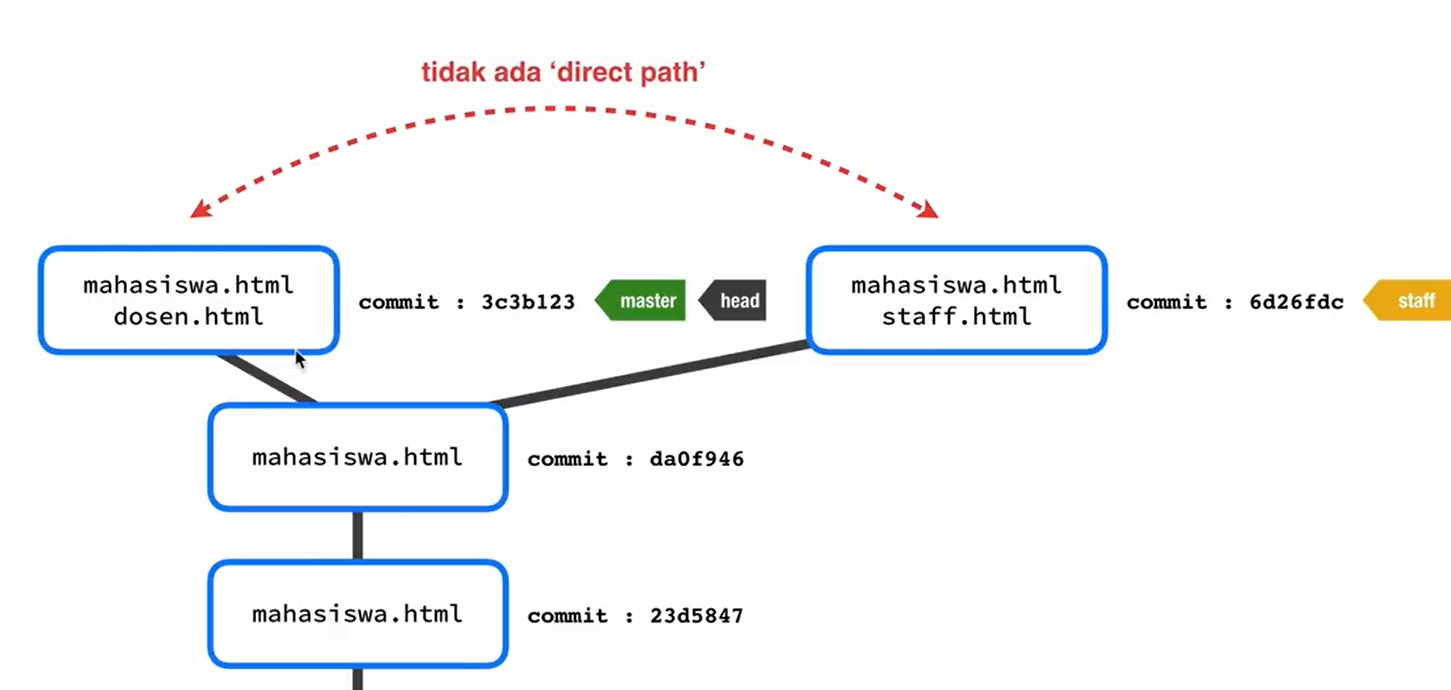 tidak ada ‘direct path’
mahasiswa.html
dosen.html
commit : 3c3b123
master
head
mahasiswa.html
staff.html
commit : 6d26fdc
staff
mahasiswa.html
commit : da0f946
mahasiswa.html
commit : 23d5847